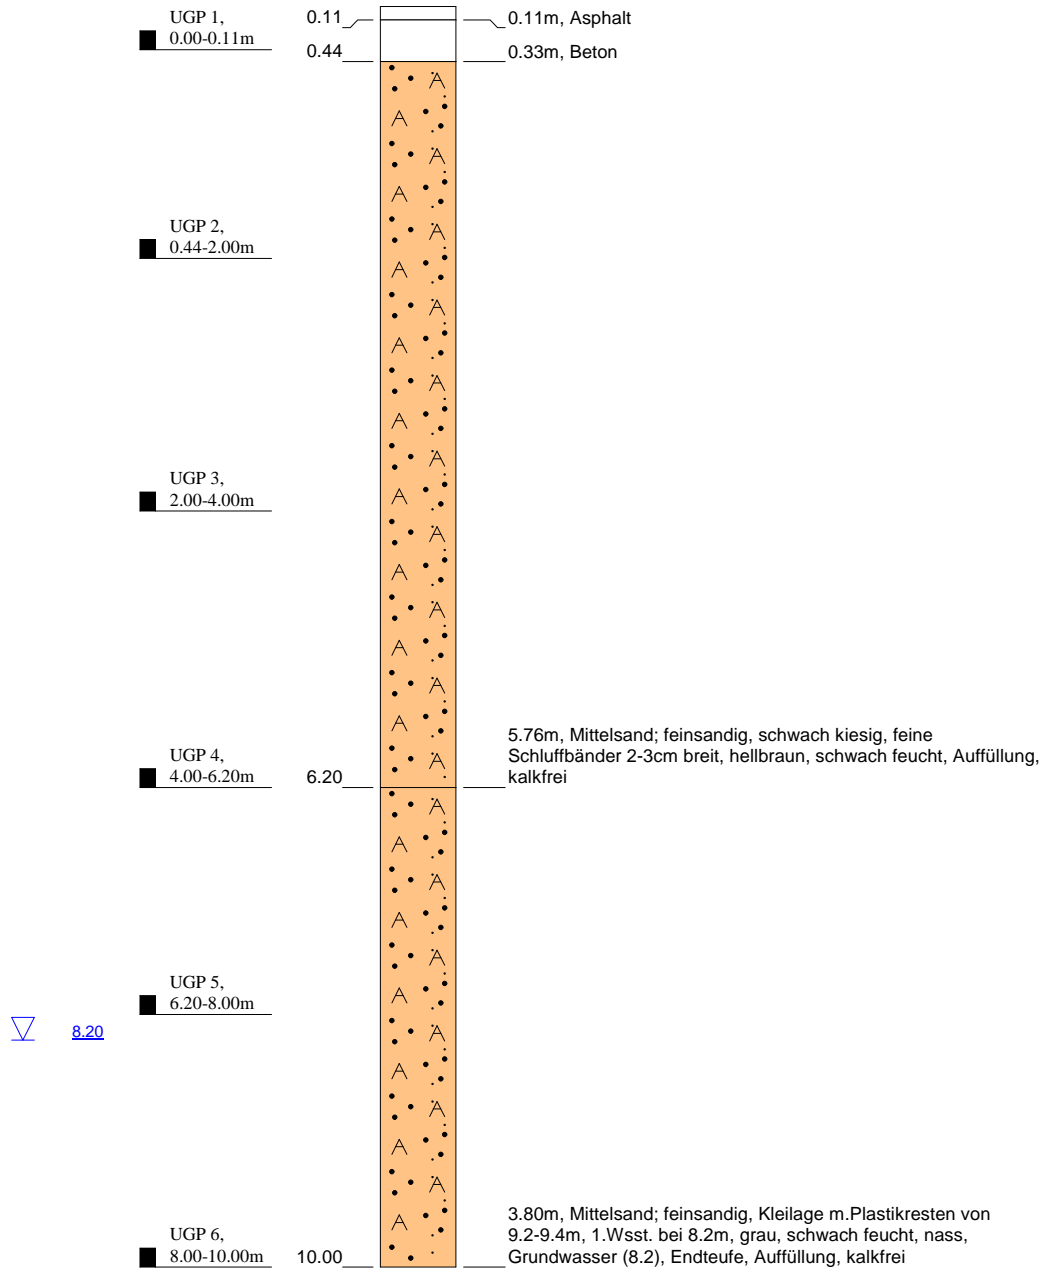 UGP 1,
0.00-0.11m
0.11
0.11m, Asphalt
0.44
0.33m, Beton
UGP 2,
0.44-2.00m
UGP 3,
2.00-4.00m
UGP 4,
4.00-6.20m
6.20
5.76m, Mittelsand; feinsandig, schwach kiesig, feine
Schluffbänder 2-3cm breit, hellbraun, schwach feucht, Auffüllung,
kalkfrei
UGP 5,
6.20-8.00m
8.20
UGP 6,
8.00-10.00m
10.00
3.80m, Mittelsand; feinsandig, Kleilage m.Plastikresten von
9.2-9.4m, 1.Wsst. bei 8.2m, grau, schwach feucht, nass,
Grundwasser (8.2), Endteufe, Auffüllung, kalkfrei